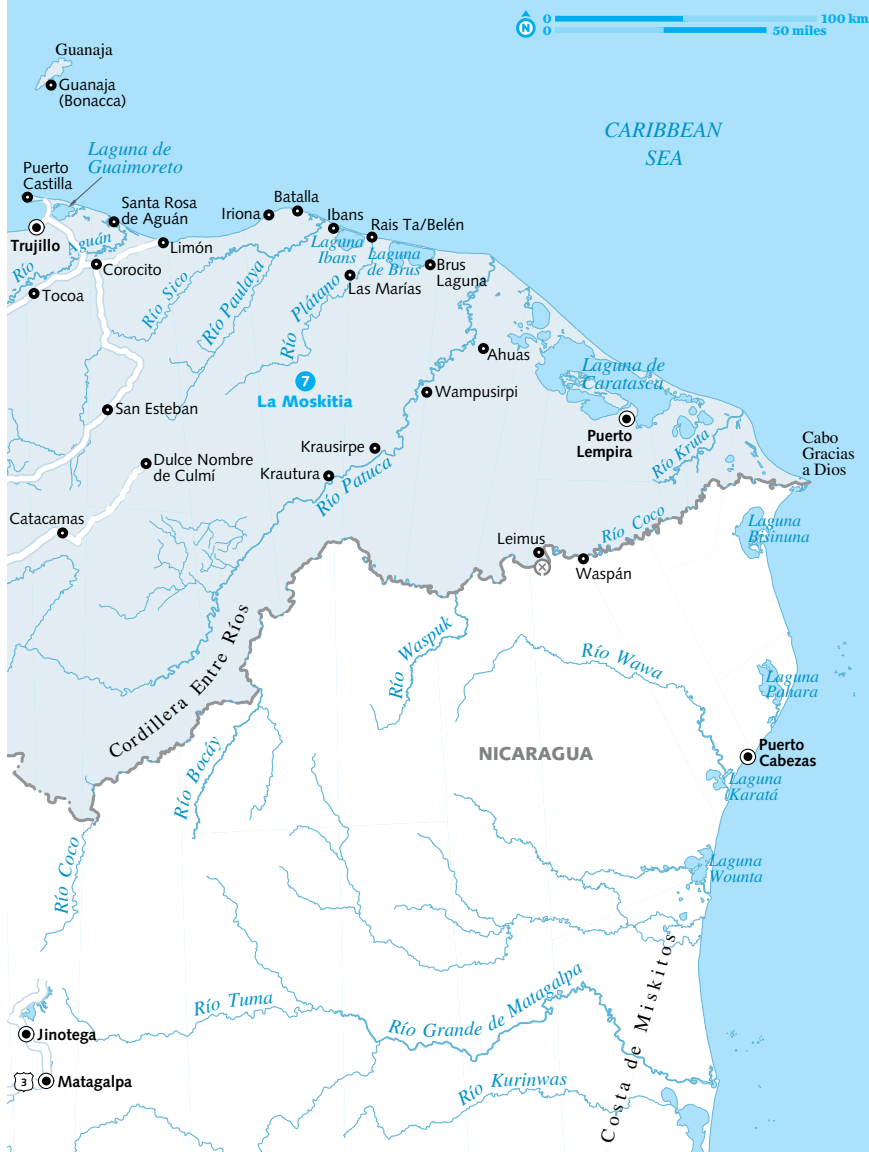 0
100 km
N
0
50 miles
Guanaja
Guanaja
(Bonacca)
CARIBBEAN
SEA
Laguna de
Guaimoreto
Puerto
Castilla
Santa Rosa
de Aguán
Batalla
Iriona
Ibans
Rais Ta/Belén
Trujillo
Río Aguán
Limón
Laguna
Ibans
Laguna
de Brus
Brus
Laguna
Corocito
Las Marías
Tocoa
Río Sico
Río Paulaya
Río Plátano
Ahuas
Laguna de
Caratasca
7
La Moskitia
Wampusirpi
San Esteban
Puerto
Lempira
Río Kruta
Cabo
Gracias
a Dios
Krausirpe
Dulce Nombre
de Culmí
Krautura
Río Patuca
Catacamas
Río Coco
Leimus
Laguna
Bisinuna
Waspán
Cordillera Entre Ríos
Río Waspuk
Río Wawa
Laguna
Pahara
NICARAGUA
Puerto
Cabezas
Río Bocáy
Laguna
Karatá
Río Coco
Laguna
Wounta
Río Tuma
Río Grande de Matagalpa
Costa de Miskitos
Jinotega
3
Matagalpa
Río Kurinwas